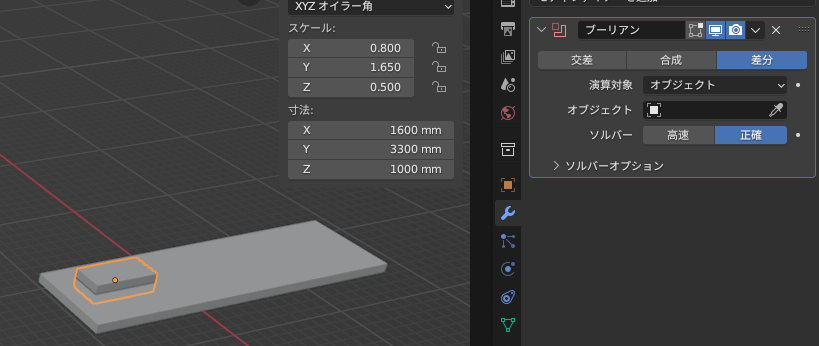 XYZ オイラー角
スケール:
X 0.800
Y 1.650
Z 0.500
寸法:
X 1600 mm
Y 3300 mm
Z 1000 mm
ブーリアン
交差 合成 差分
演算対象 オブジェクト
オブジェクト
ソルバー 高速 正確
ソルバーオプション